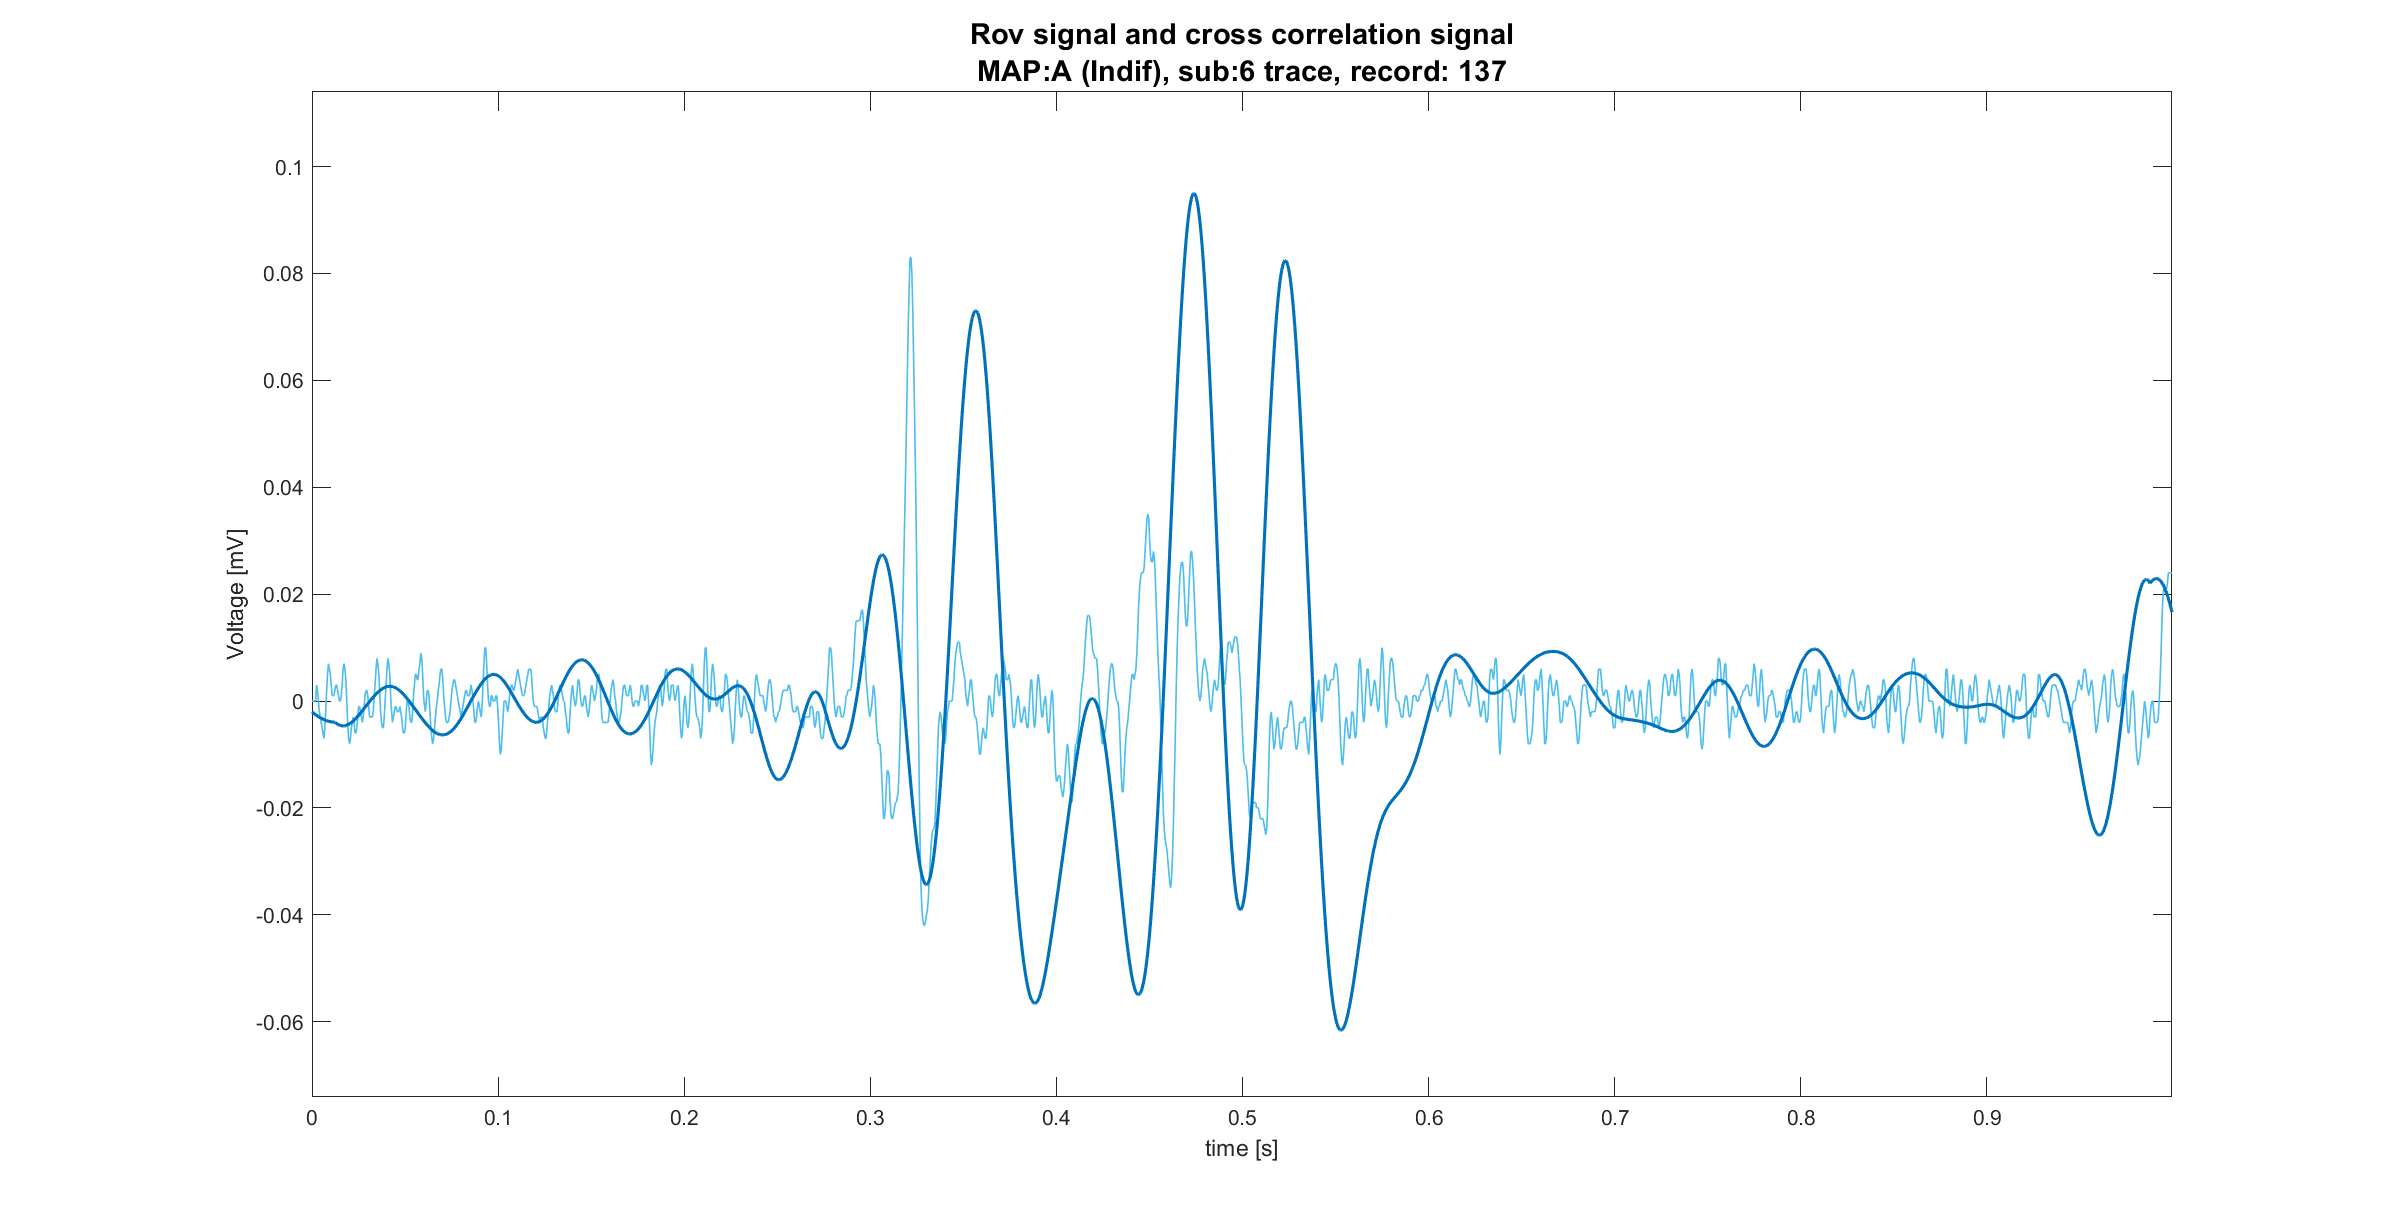 Rov signal and cross correlation signal
MAP:A (Indif), sub:6 trace, record: 137
0.1
0.08
0.06
0.04
0.02
0
-0.02
-0.04
-0.06
Voltage [mV]
0 0.1 0.2 0.3 0.4 0.5 0.6 0.7 0.8 0.9
time [s]